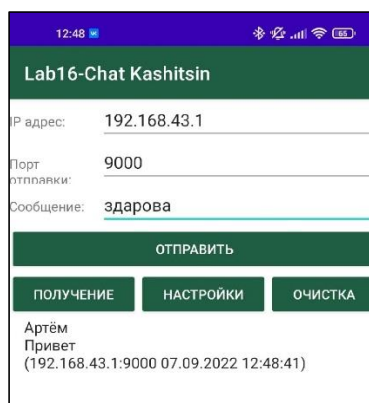 12:48
65
Lab16-Chat Kashitsin
IP адрес: 192.168.43.1
Порт отправки: 9000
Сообщение: здарова
ОТПРАВИТЬ
ПОЛУЧЕНИЕ НАСТРОЙКИ ОЧИСТКА
Артём
Привет
(192.168.43.1:9000 07.09.2022 12:48:41)